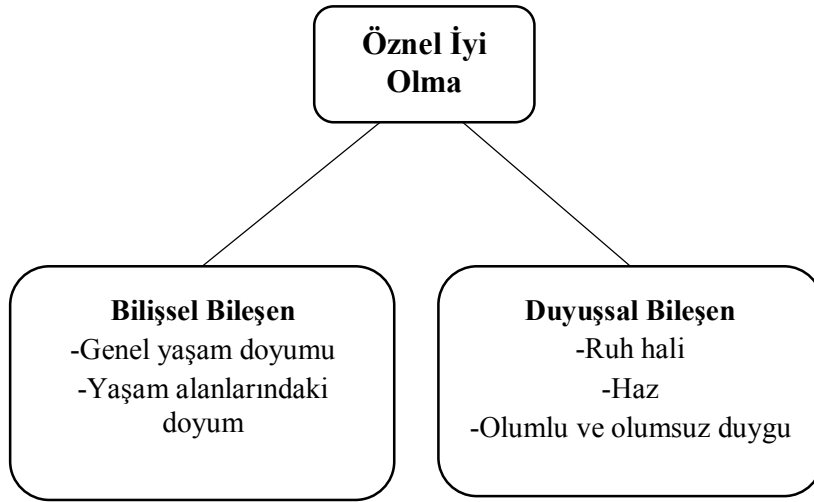 Öznel İyi
Olma
Bilişsel Bileşen
-Genel yaşam doyumu
-Yaşam alanlarındaki
doyum
Duyuşsal Bileşen
-Ruh hali
-Haz
-Olumlu ve olumsuz duygu